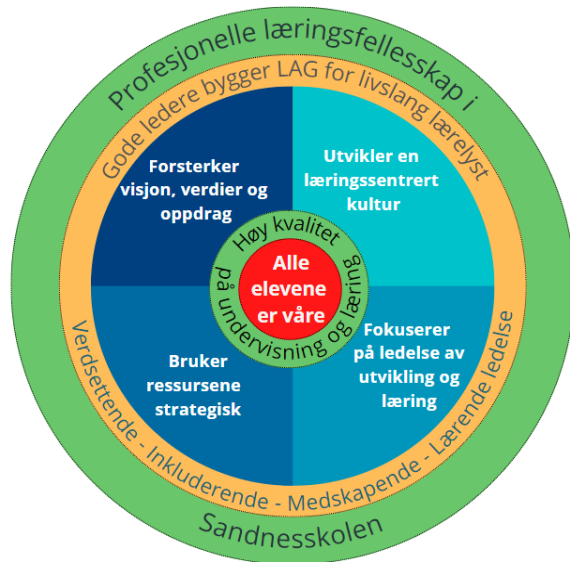 Profesjonelle læringsfellesskap i
Gode ledere bygger LAG for livslang lærelyst
Forsterker
visjon, verdier og
oppdrag
Utvikler en
læringssentrert
kultur
Høy kvalitet
på undervisning og læring
Alle
elevene
er våre
Bruker
ressursene
strategisk
Fokuserer
på ledelse av
utvikling og
læring
Verdsettende - Inkluderende - Medskapende - Lærende ledelse
Sandnesskolen